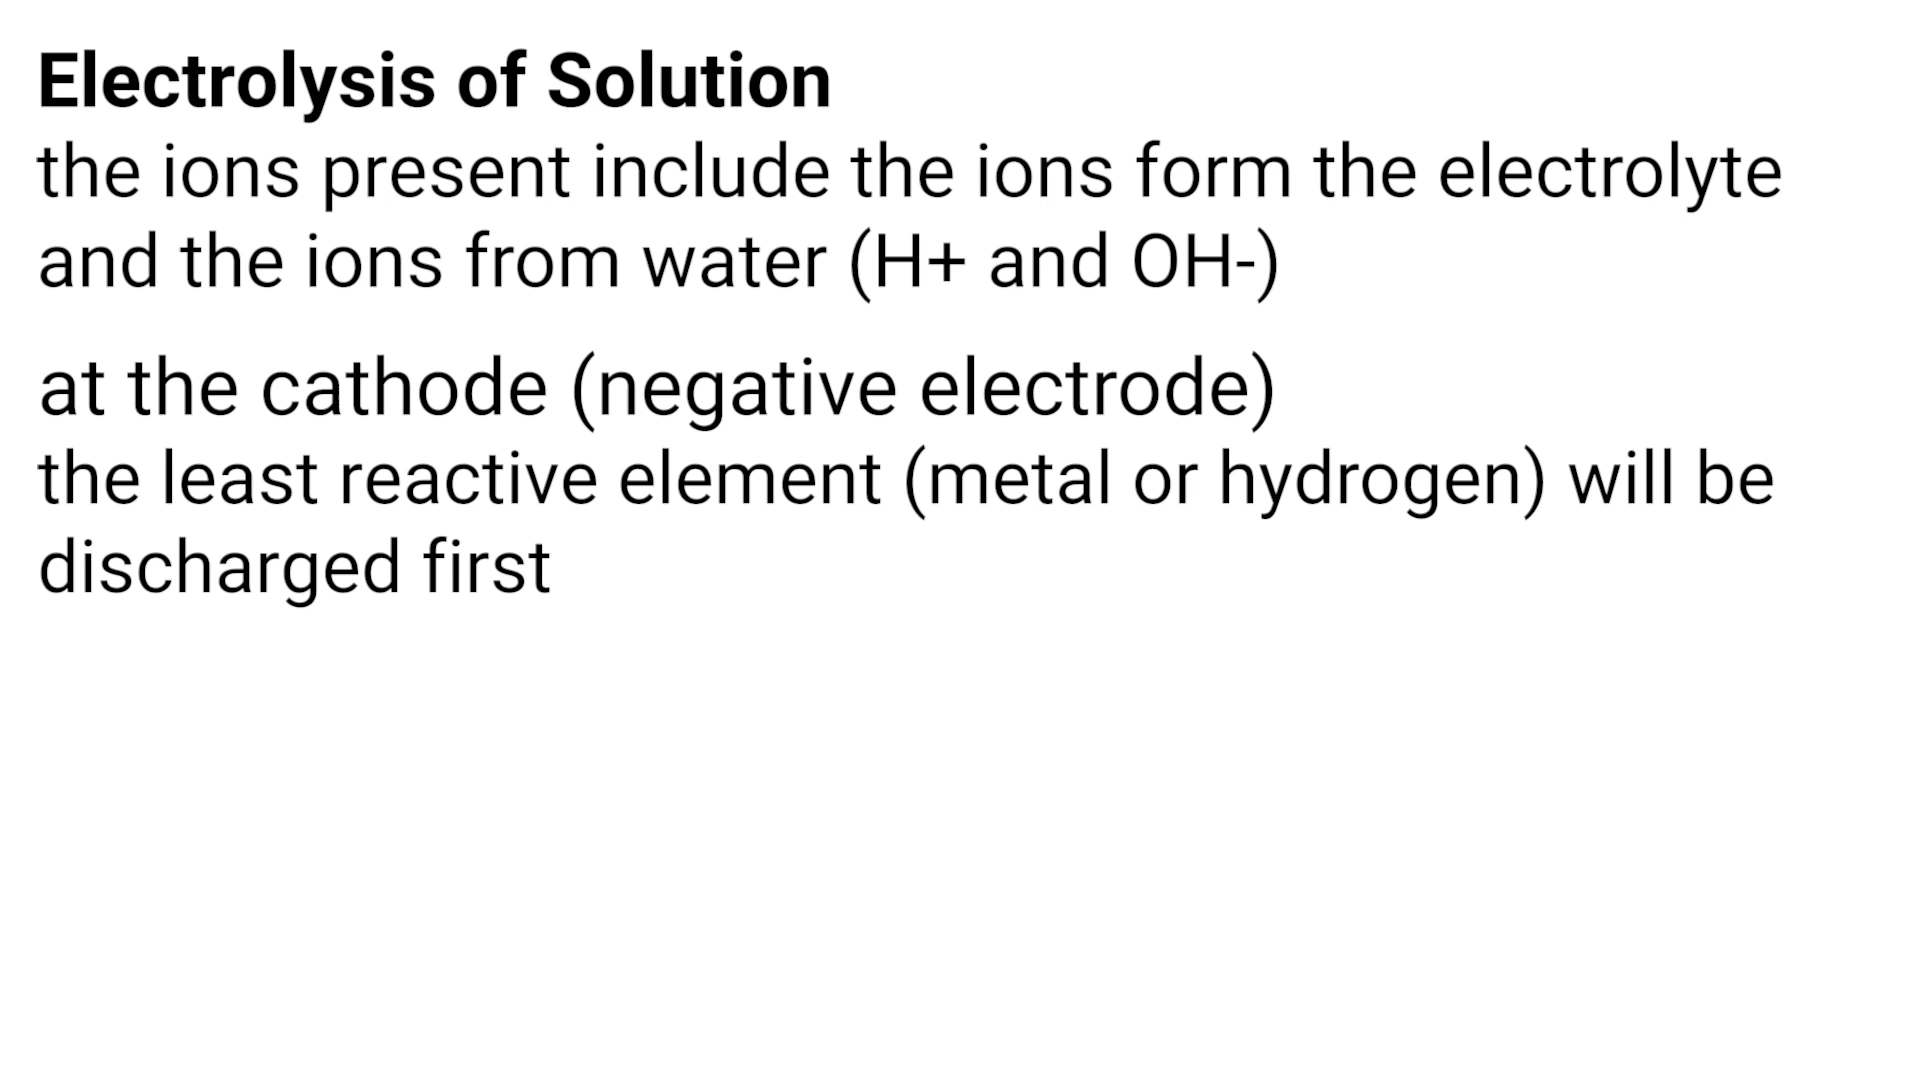 Electrolysis of Solution
the ions present include the ions form the electrolyte
and the ions from water (H+ and OH-)
at the cathode (negative electrode)
the least reactive element (metal or hydrogen) will be
discharged first